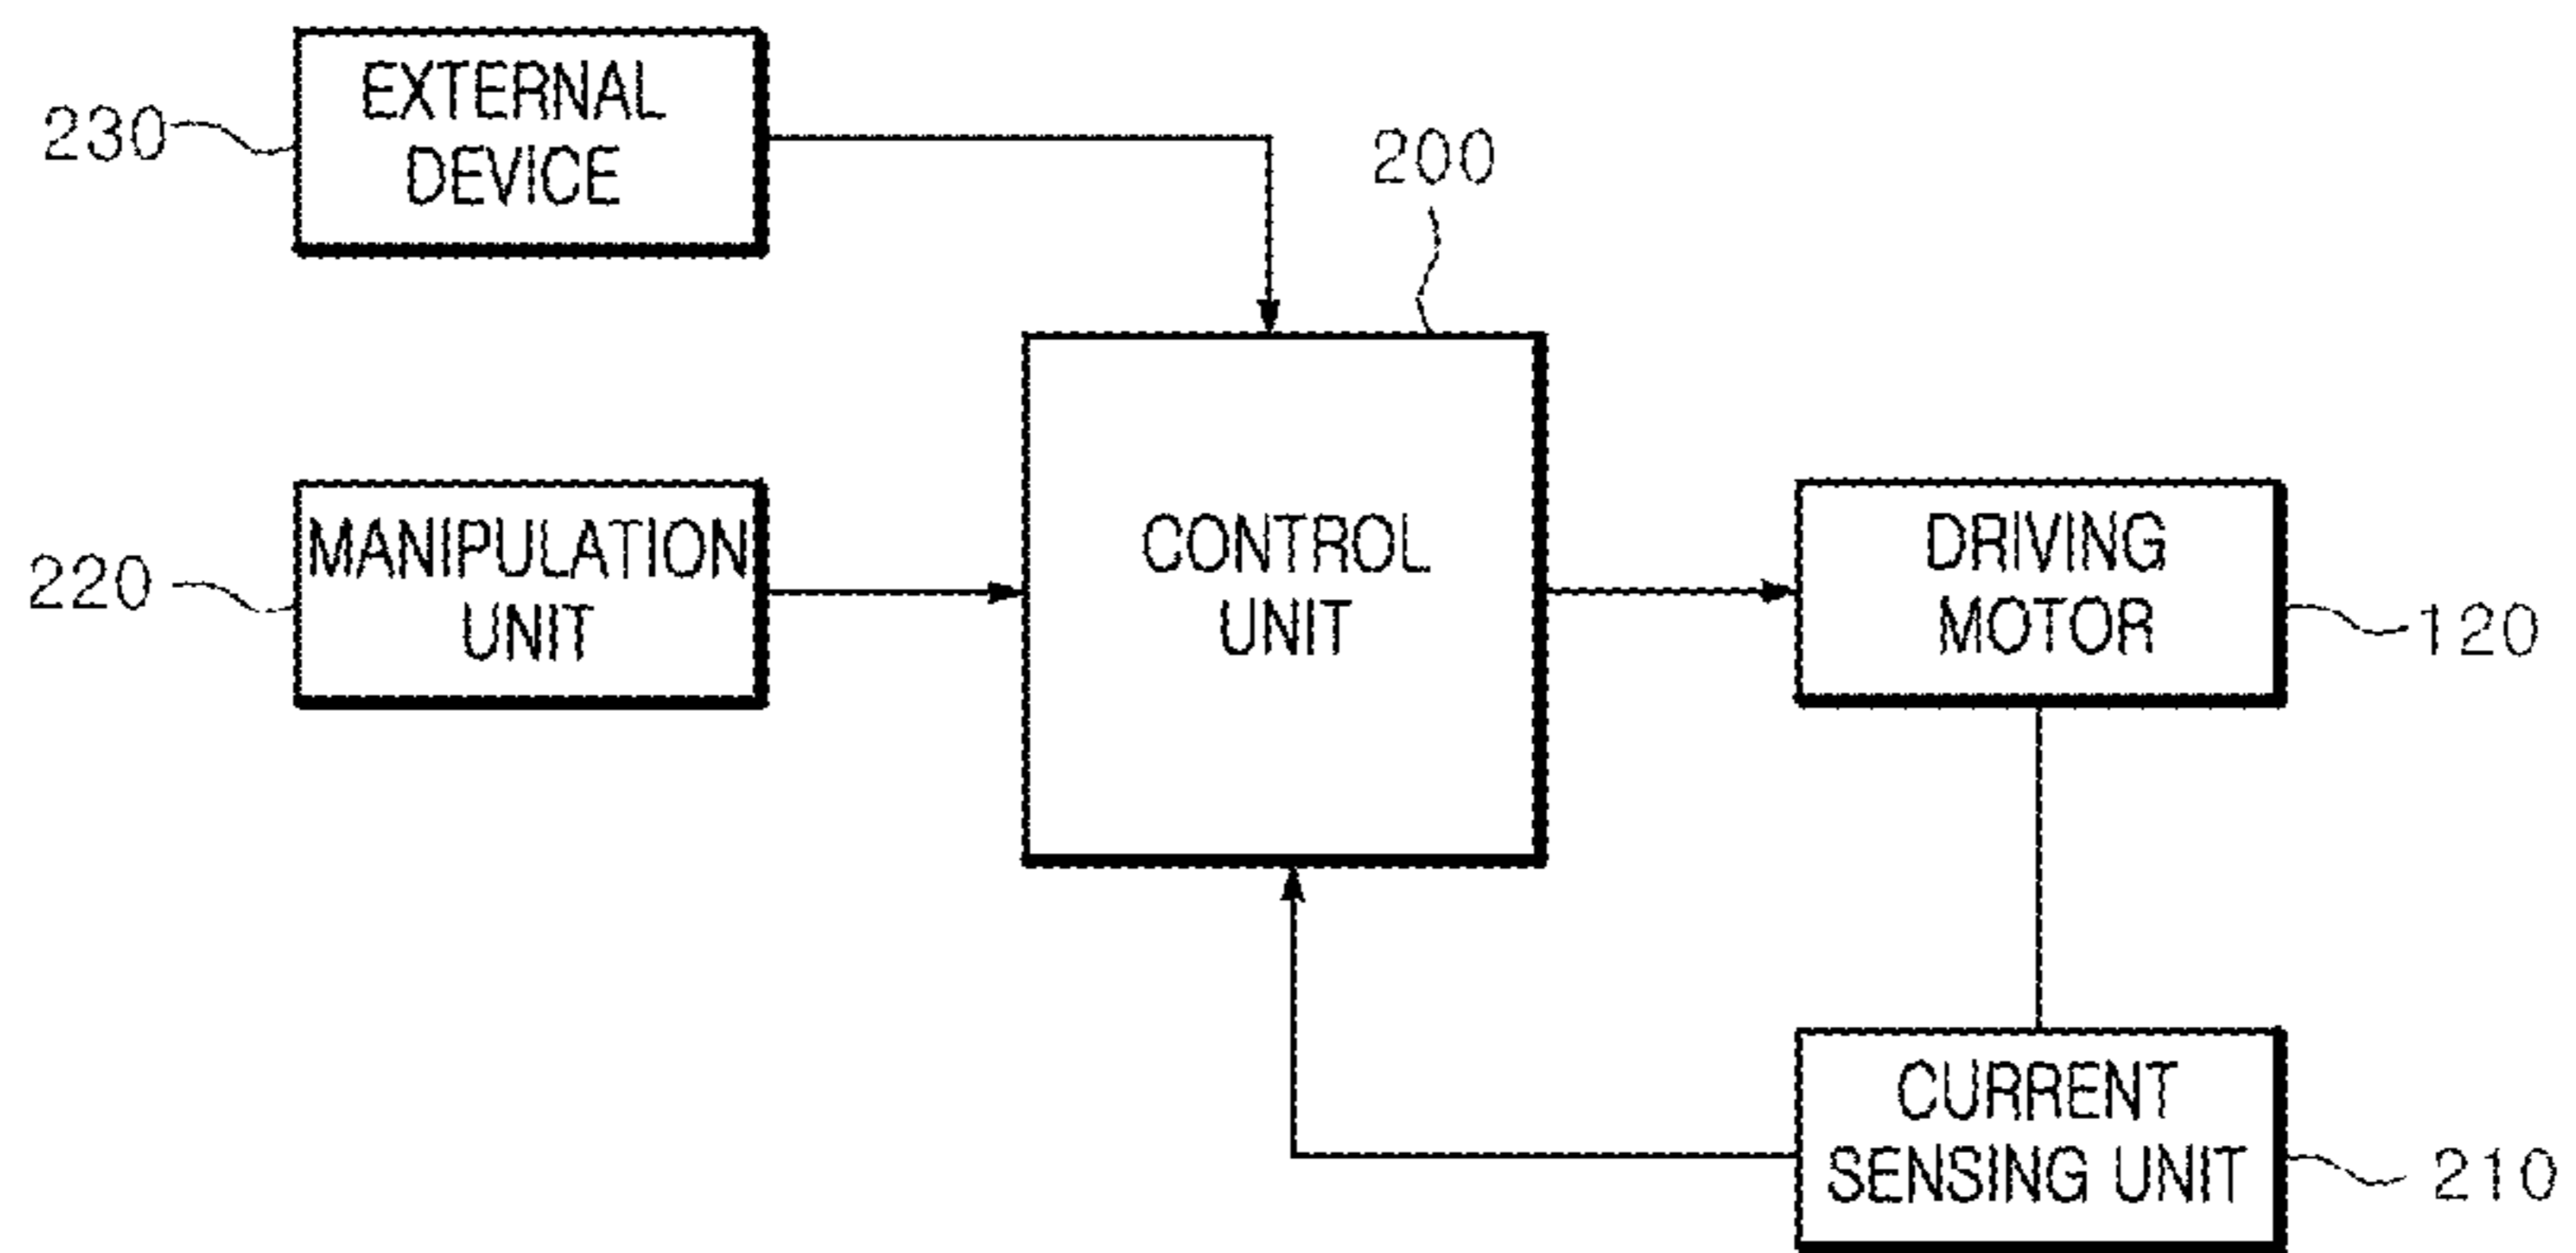 EXTERNAL
DEVICE
230
200
MANIPULATION
UNIT
220
CONTROL
UNIT
DRIVING
MOTOR
120
CURRENT
SENSING UNIT
210